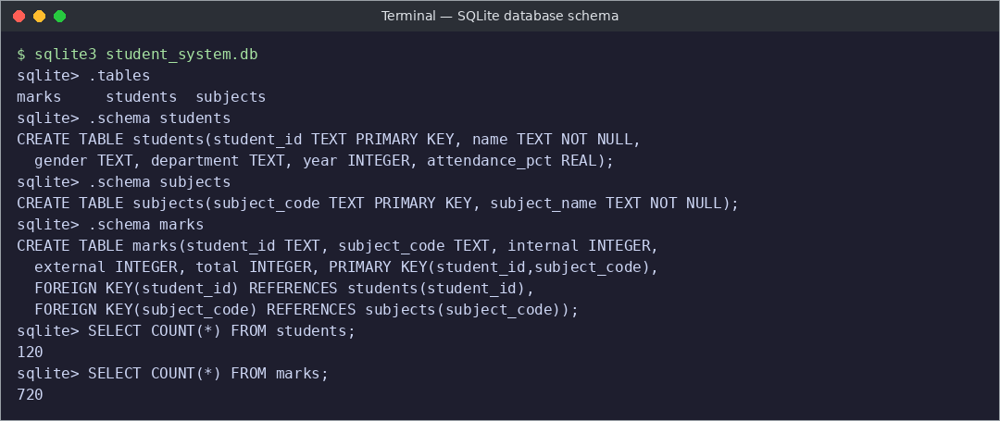 Terminal — SQLite database schema
$ sqlite3 student_system.db
sqlite> .tables
marks     students  subjects
sqlite> .schema students
CREATE TABLE students(student_id TEXT PRIMARY KEY, name TEXT NOT NULL,
  gender TEXT, department TEXT, year INTEGER, attendance_pct REAL);
sqlite> .schema subjects
CREATE TABLE subjects(subject_code TEXT PRIMARY KEY, subject_name TEXT NOT NULL);
sqlite> .schema marks
CREATE TABLE marks(student_id TEXT, subject_code TEXT, internal INTEGER,
  external INTEGER, total INTEGER, PRIMARY KEY(student_id,subject_code),
  FOREIGN KEY(student_id) REFERENCES students(student_id),
  FOREIGN KEY(subject_code) REFERENCES subjects(subject_code));
sqlite> SELECT COUNT(*) FROM students;
120
sqlite> SELECT COUNT(*) FROM marks;
720